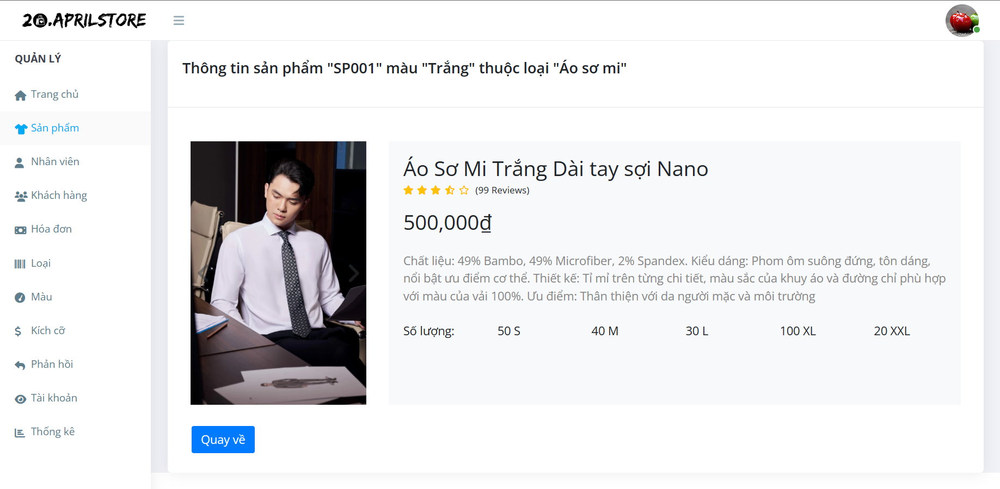 20.APRILSTORE
QUẢN LÝ
Trang chủ
Sản phẩm
Nhân viên
Khách hàng
Hóa đơn
Loại
Màu
Kích cỡ
Phản hồi
Tài khoản
Thống kê
Thông tin sản phẩm "SP001" màu "Trắng" thuộc loại "Áo sơ mi"
Áo Sơ Mi Trắng Dài tay sợi Nano
(99 Reviews)
500,000₫
Chất liệu: 49% Bambo, 49% Microfiber, 2% Spandex. Kiểu dáng: Phom ôm suông đứng, tôn dáng,
nổi bật ưu điểm cơ thể. Thiết kế: Tỉ mỉ trên từng chi tiết, màu sắc của khuy áo và đường chỉ phù hợp
với màu của vải 100%. Ưu điểm: Thân thiện với da người mặc và môi trường
Số lượng: 50 S 40 M 30 L 100 XL 20 XXL
Quay về